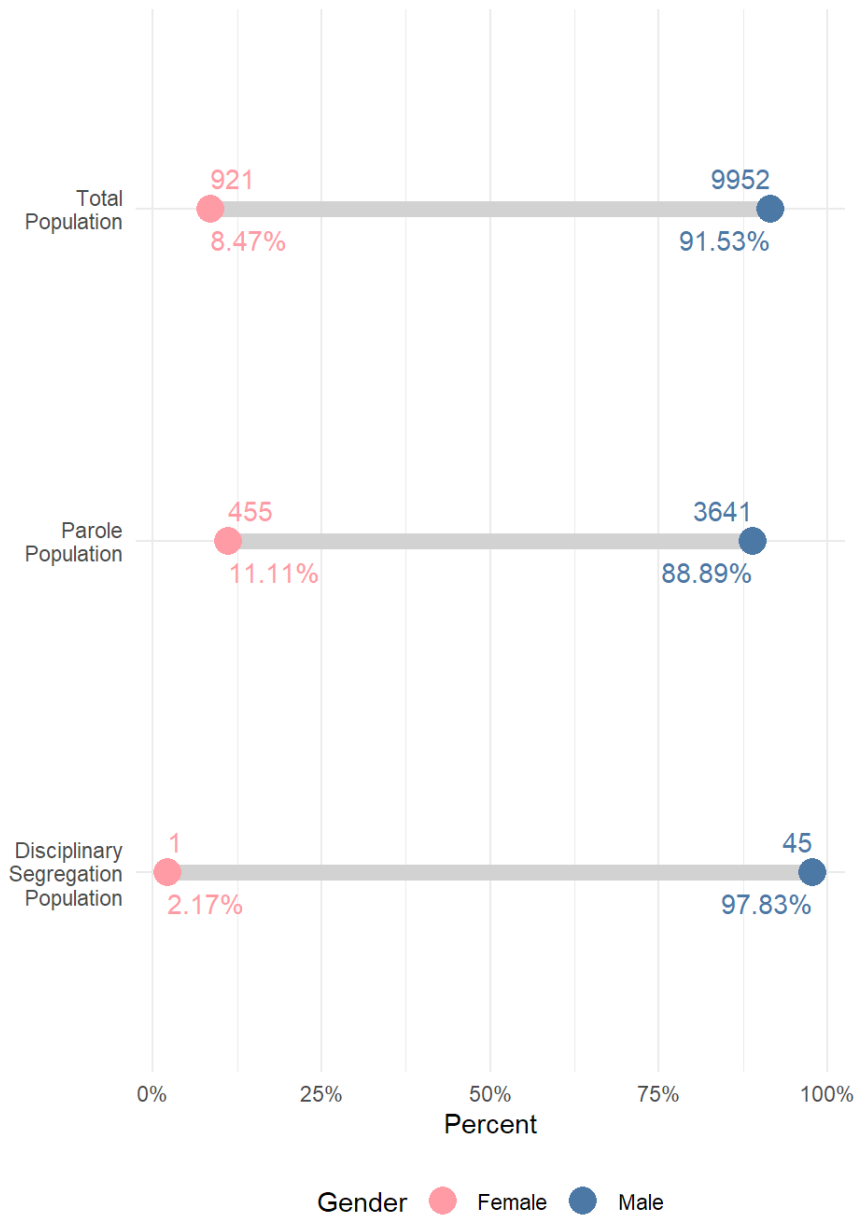 921
9952
Total
Population
8.47%
91.53%
455
3641
Parole
Population
11.11%
88.89%
1
45
Disciplinary
Segregation
Population
2.17%
97.83%
0%
25%
50%
75%
100%
Percent
Gender
Female
Male